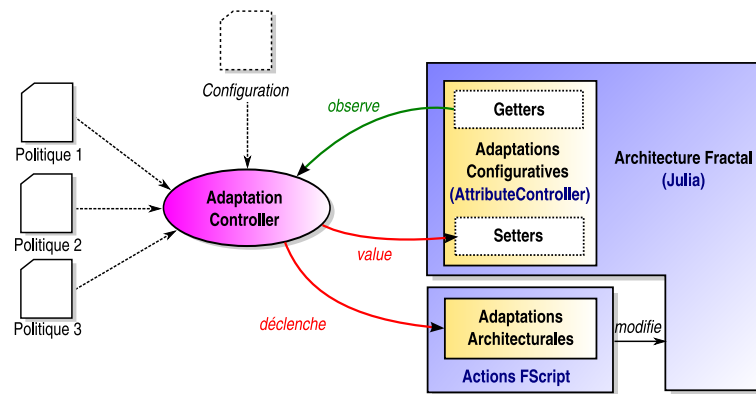 Configuration
Politique 1
Politique 2
Politique 3
Adaptation
Controller
observe
value
déclenche
Getters
Adaptations
Configuratives
(AttributeController)
Setters
Architecture Fractal
(Julia)
Adaptations
Architecturales
Actions FScript
modifie